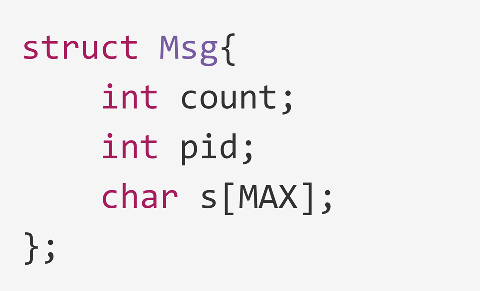 struct Msg{
    int count;
    int pid;
    char s[MAX];
};